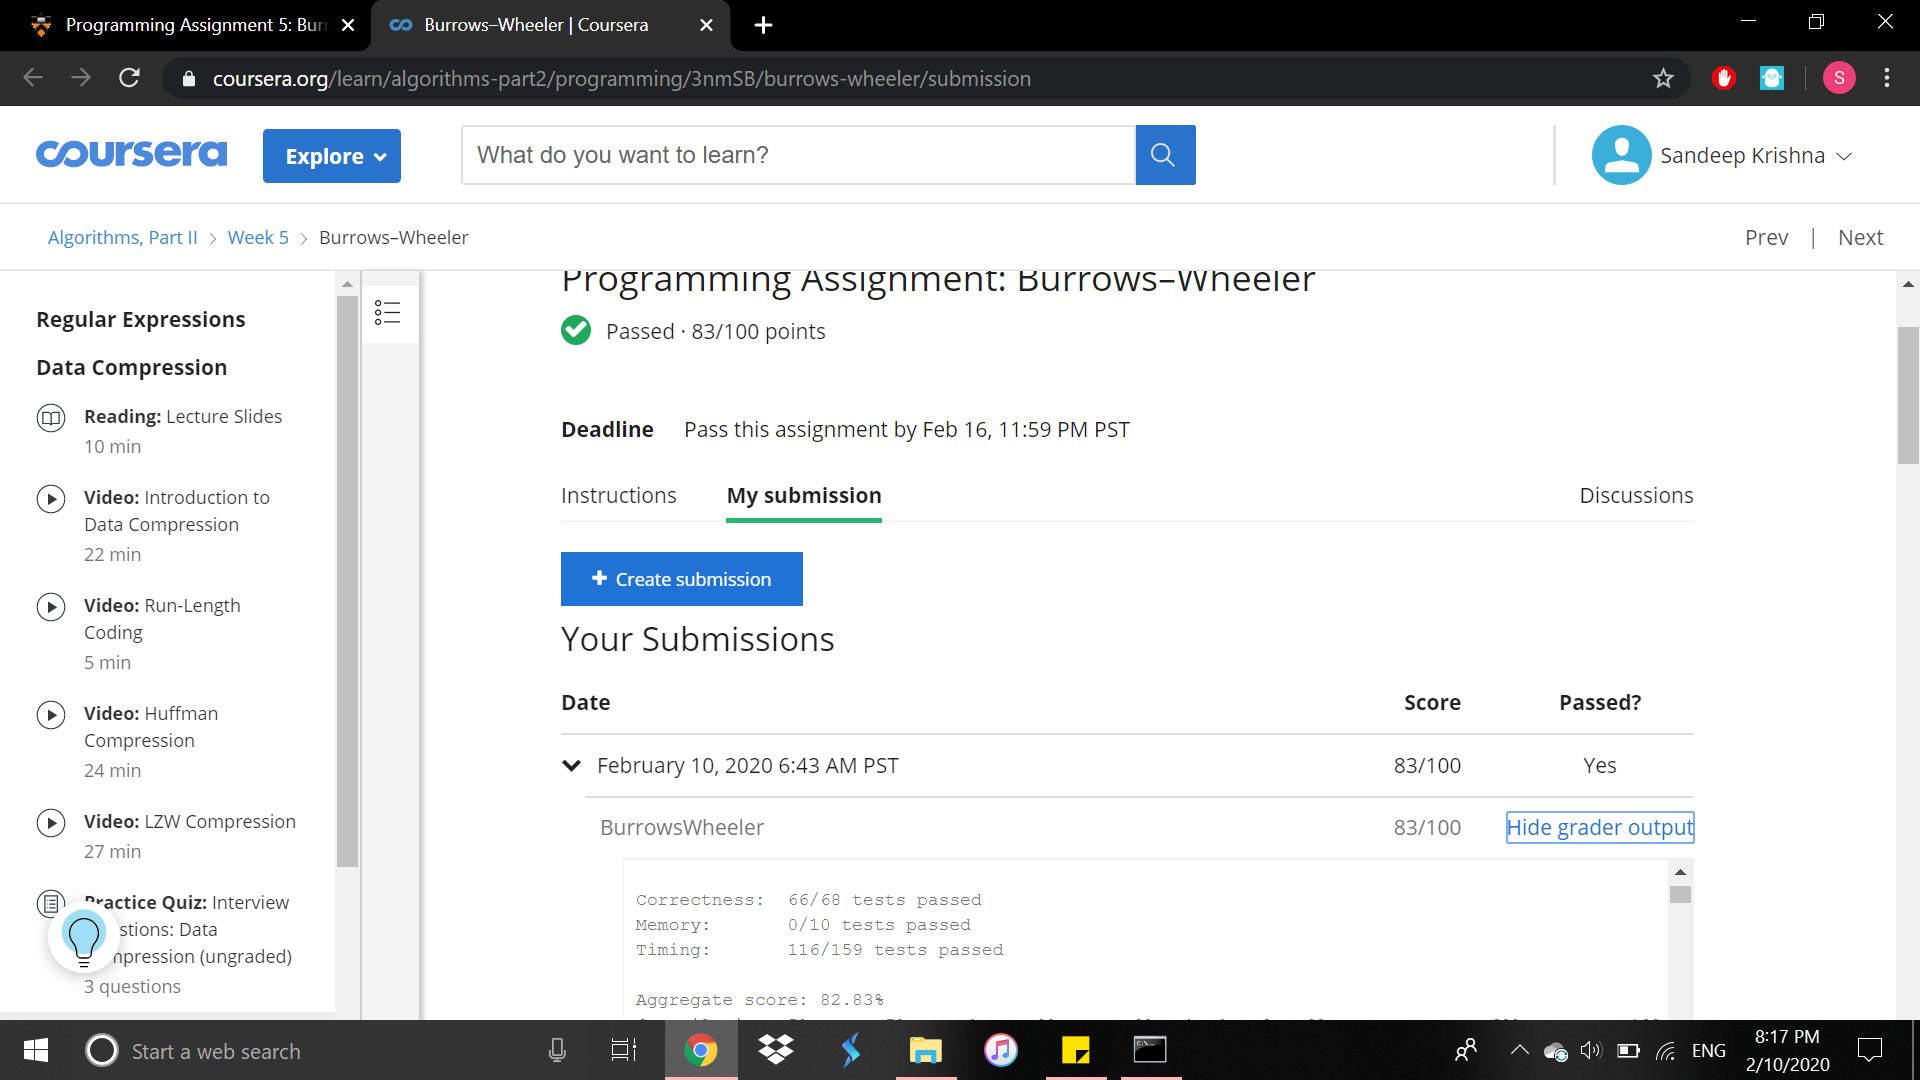 Programming Assignment 5: Bur
Burrows–Wheeler | Coursera
coursera.org/learn/algorithms-part2/programming/3nmSB/burrows-wheeler/submission
S
coursera
Explore
What do you want to learn?
Sandeep Krishna
Algorithms, Part II > Week 5 > Burrows–Wheeler
Prev | Next
Regular Expressions
Data Compression
Reading: Lecture Slides
10 min
Video: Introduction to
Data Compression
22 min
Video: Run-Length
Coding
5 min
Video: Huffman
Compression
24 min
Video: LZW Compression
27 min
Practice Quiz: Interview
stions: Data
mpression (ungraded)
3 questions
Programming Assignment: Burrows–Wheeler
Passed · 83/100 points
Deadline Pass this assignment by Feb 16, 11:59 PM PST
Instructions
My submission
Discussions
+ Create submission
Your Submissions
Date Score Passed?
February 10, 2020 6:43 AM PST 83/100 Yes
BurrowsWheeler 83/100 Hide grader output
Correctness: 66/68 tests passed
Memory: 0/10 tests passed
Timing: 116/159 tests passed
Aggregate score: 82.83%
Start a web search
ENG
8:17 PM
2/10/2020